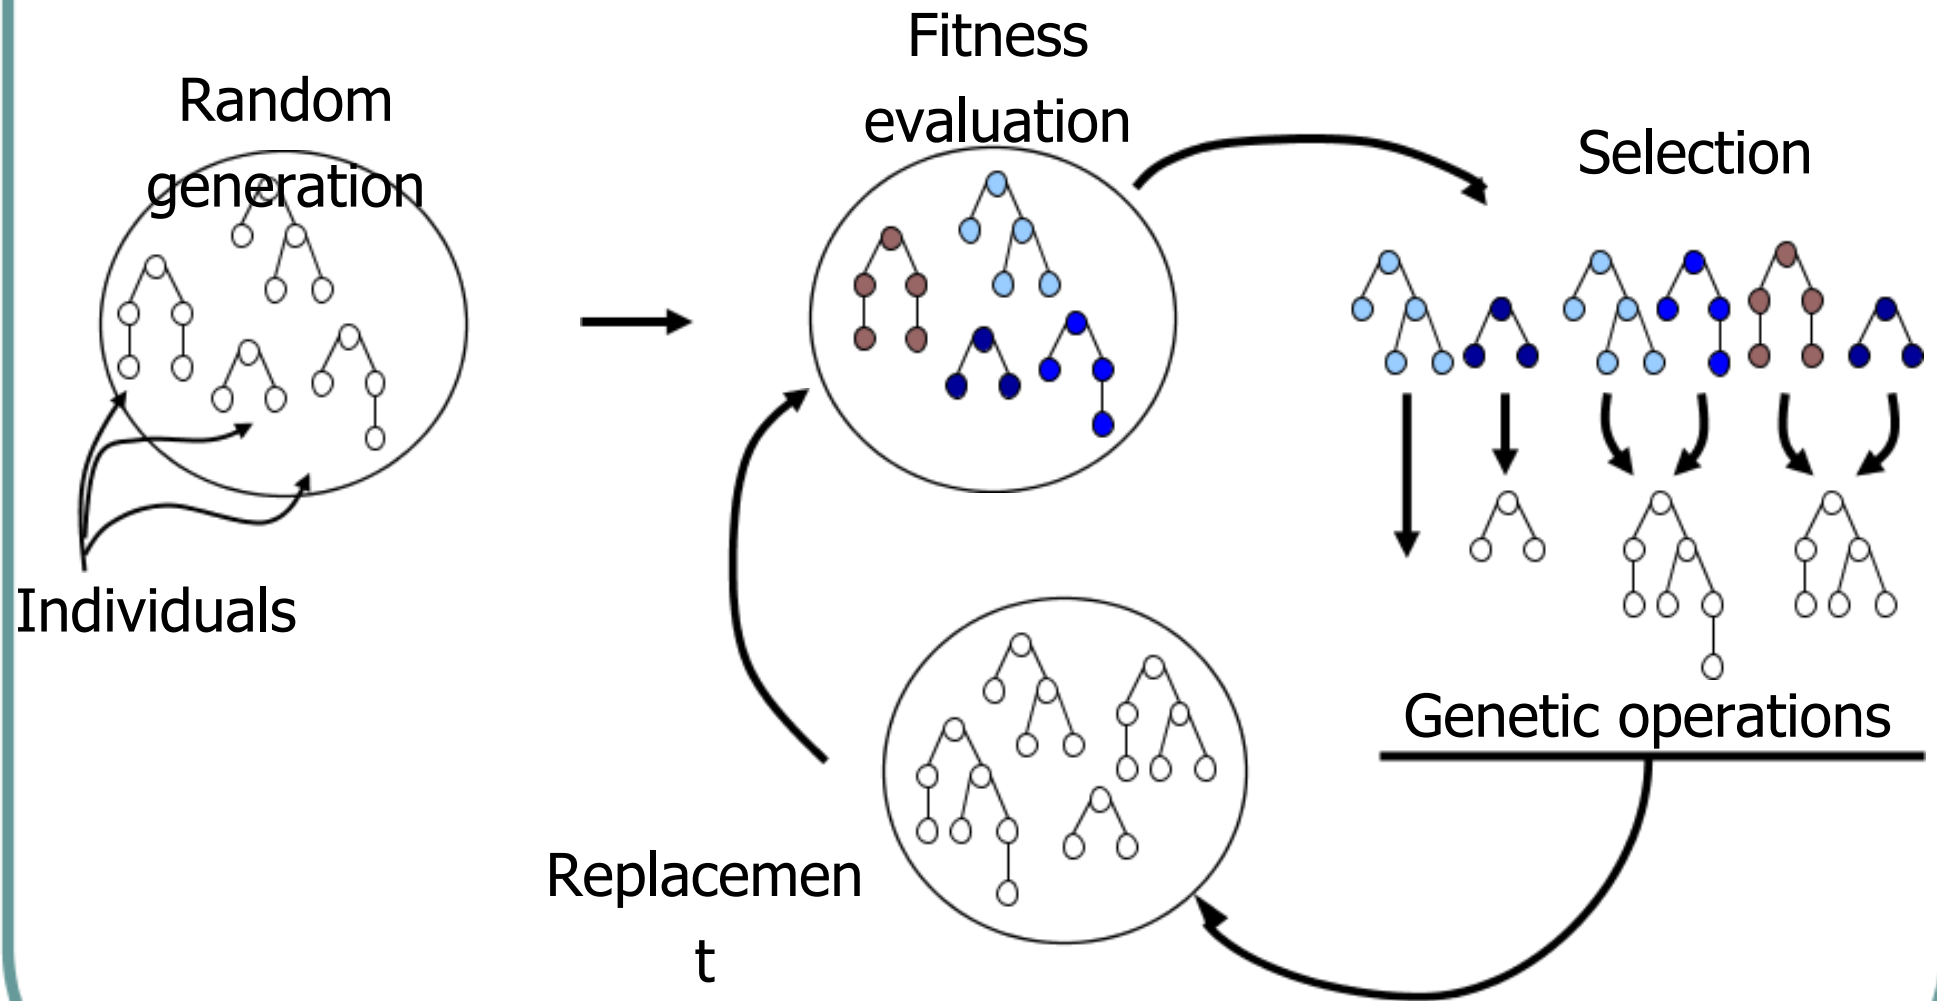 Fitness
evaluation
Random
generation
Selection
Individuals
Genetic operations
Replacemen
t